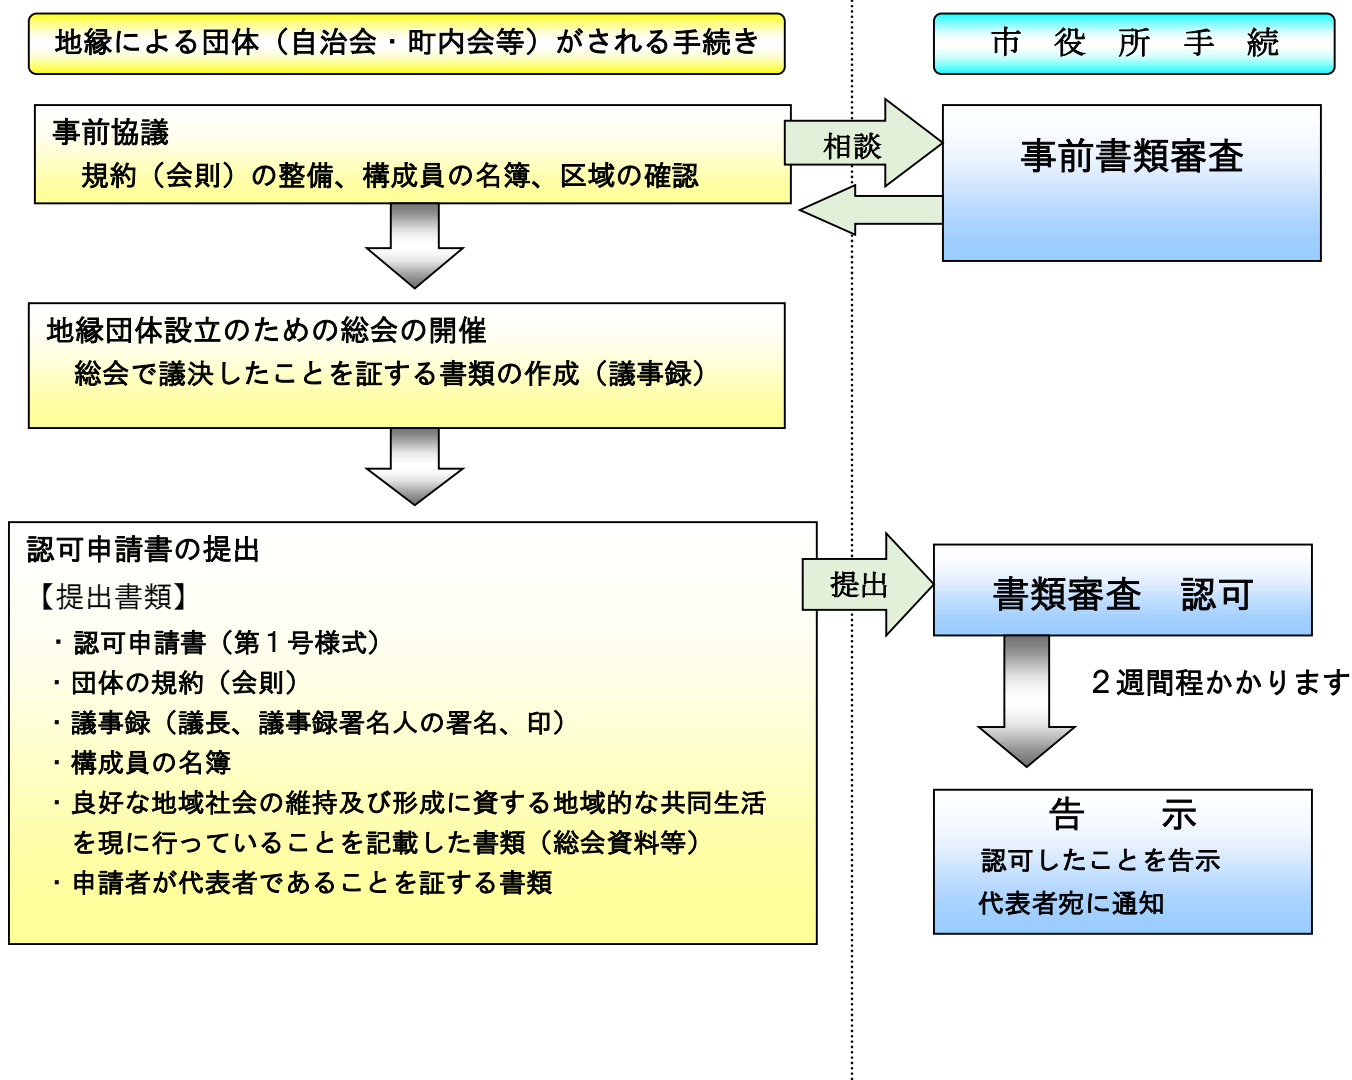 地縁による団体（自治会・町内会等）がされる手続き
市　役　所　手　続
事前協議
規約（会則）の整備、構成員の名簿、区域の確認
相談
事前書類審査
地縁団体設立のための総会の開催
総会で議決したことを証する書類の作成（議事録）
認可申請書の提出
【提出書類】
・認可申請書（第１号様式）
・団体の規約（会則）
・議事録（議長、議事録署名人の署名、印）
・構成員の名簿
・良好な地域社会の維持及び形成に資する地域的な共同生活
を現に行っていることを記載した書類（総会資料等）
・申請者が代表者であることを証する書類
提出
書類審査　認可
２週間程かかります
告　　示
認可したことを告示
代表者宛に通知